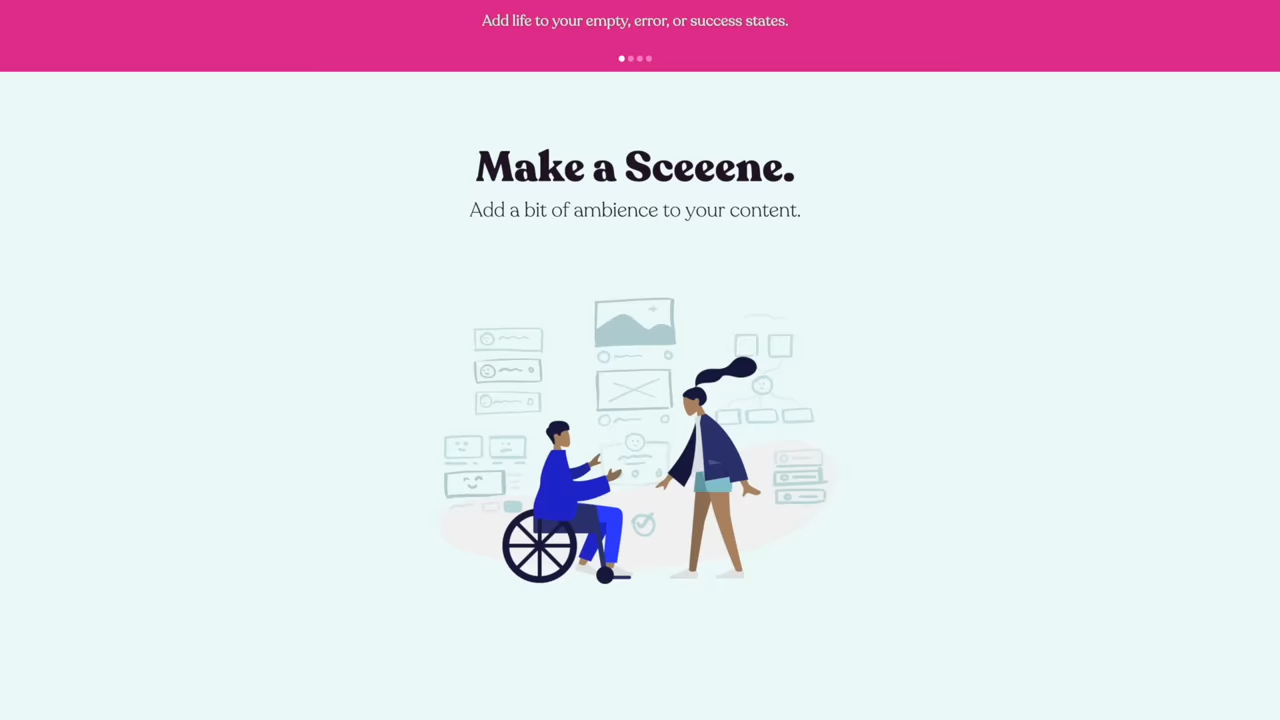 Add life to your empty, error, or success states.
Make a Sceeene.
Add a bit of ambience to your content.